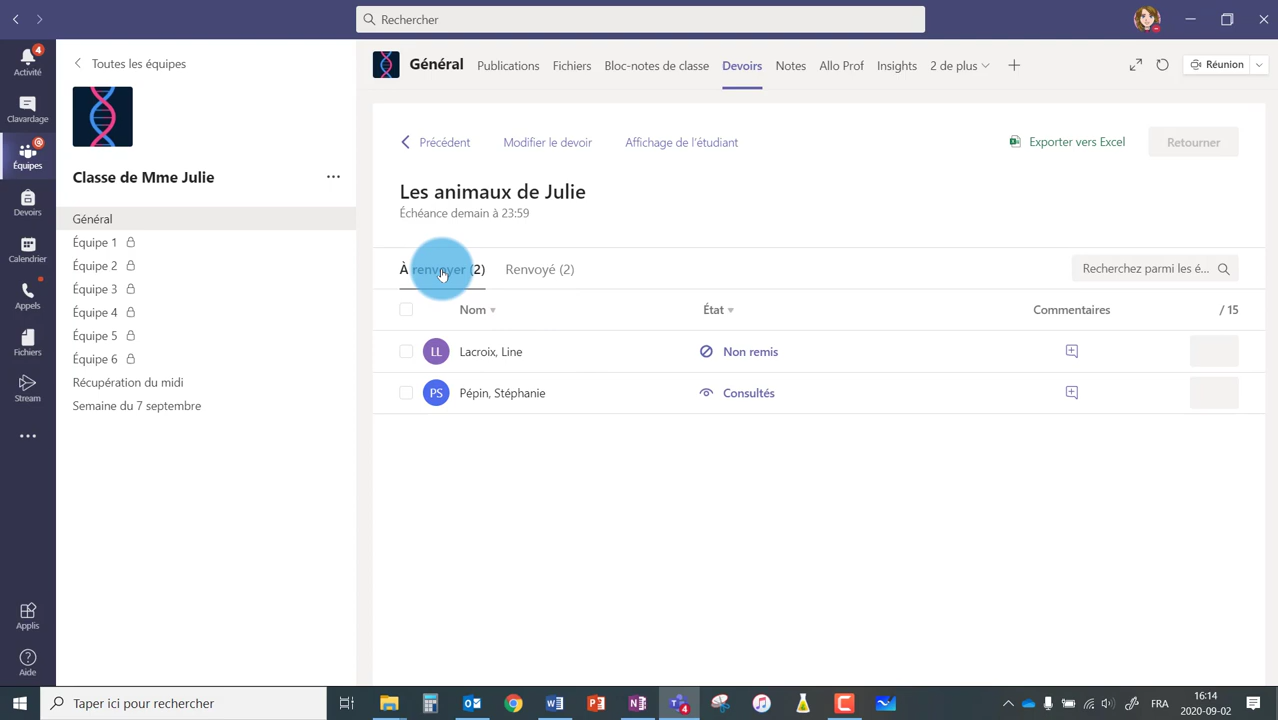 Rechercher
Activité
4
Clavardage
Équipes
Devoirs
Calendrier
Appels
Fichiers
Stream
Applis
Aide
Toutes les équipes
Classe de Mme Julie
Général
Équipe 1
Équipe 2
Équipe 3
Équipe 4
Équipe 5
Équipe 6
Récupération du midi
Semaine du 7 septembre
Général Publications Fichiers Bloc-notes de classe Devoirs Notes Allo Prof Insights 2 de plus Réunion
Précédent Modifier le devoir Affichage de l'étudiant Exporter vers Excel Retourner
Les animaux de Julie
Échéance demain à 23:59
À renvoyer (2) Renvoyé (2) Recherchez parmi les é...
Nom État Commentaires / 15
LL Lacroix, Line Non remis
PS Pépin, Stéphanie Consultés
Taper ici pour rechercher
4
FRA
16:14
2020-09-02